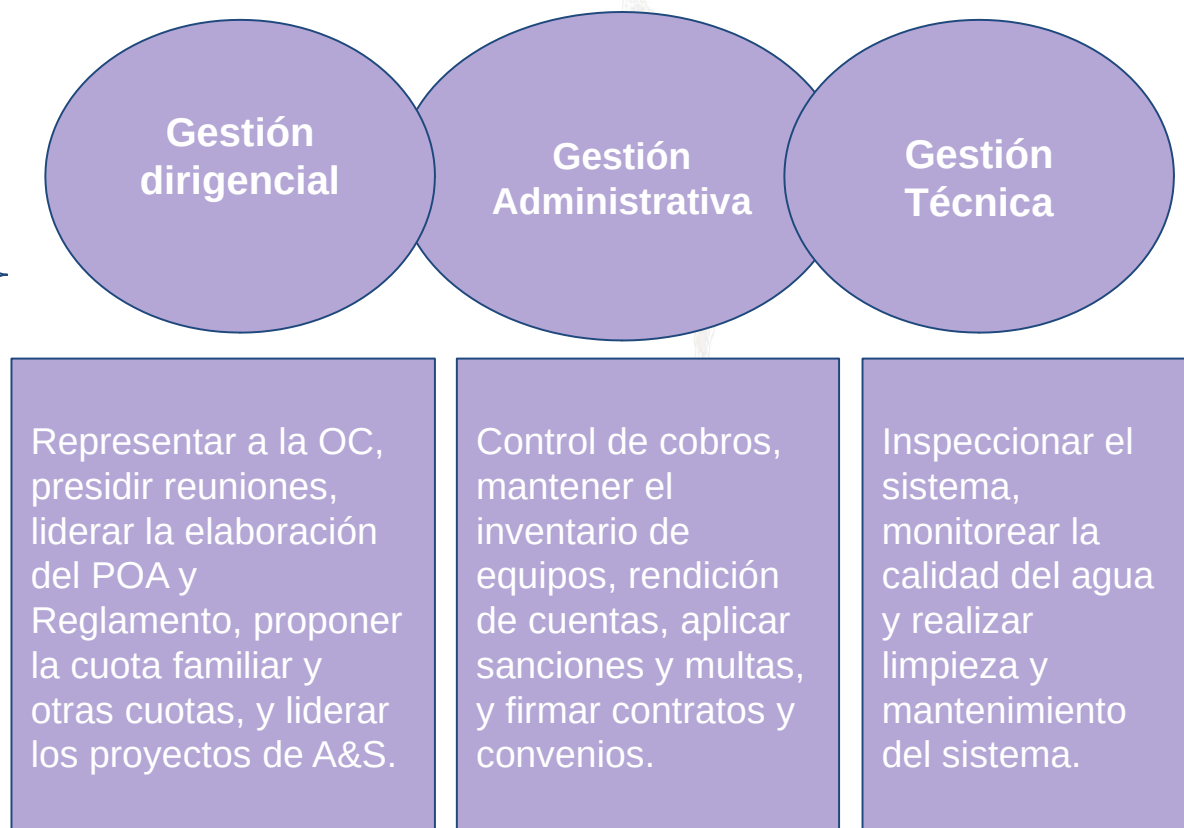 Gestión
dirigencial
Gestión
Administrativa
Gestión
Técnica
Representar a la OC,
presidir reuniones,
liderar la elaboración
del POA y
Reglamento, proponer
la cuota familiar y
otras cuotas, y liderar
los proyectos de A&S.
Control de cobros,
mantener el
inventario de
equipos, rendición
de cuentas, aplicar
sanciones y multas,
y firmar contratos y
convenios.
Inspeccionar el
sistema,
monitorear la
calidad del agua
y realizar
limpieza y
mantenimiento
del sistema.